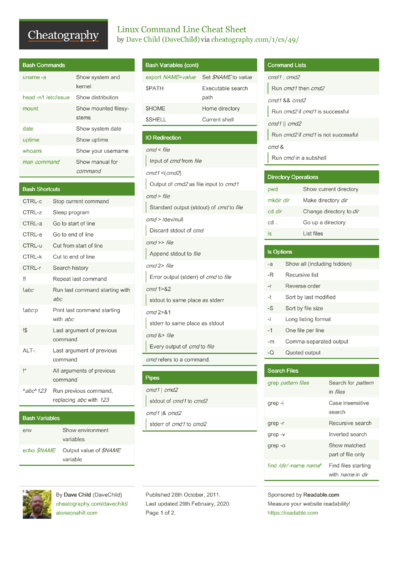 Cheatography
Linux Command Line Cheat Sheet
by Dave Child (DaveChild) via cheatography.com/1/cs/49/
Bash Commands
uname -a Show system and
kernel
head -n1 /etc/issue Show distribution
mount Show mounted filesy-
stems
date Show system date
uptime Show uptime
whoami Show your username
man command Show manual for
command
Bash Shortcuts
CTRL-c Stop current command
CTRL-z Sleep program
CTRL-a Go to start of line
CTRL-e Go to end of line
CTRL-u Cut from start of line
CTRL-k Cut to end of line
CTRL-r Search history
!! Repeat last command
!abc Run last command starting with
abc
!abc:p Print last command starting
with abc
!$ Last argument of previous
command
ALT-. Last argument of previous
command
!* All arguments of previous
command
^abc^123 Run previous command,
replacing abc with 123
Bash Variables
env Show environment
variables
echo $NAME Output value of $NAME
variable
Bash Variables (cont)
export NAME=value Set $NAME to value
$PATH Executable search
path
$HOME Home directory
$SHELL Current shell
IO Redirection
cmd < file
Input of cmd from file
cmd1 <(cmd2)
Output of cmd2 as file input to cmd1
cmd > file
Standard output (stdout) of cmd to file
cmd > /dev/null
Discard stdout of cmd
cmd >> file
Append stdout to file
cmd 2> file
Error output (stderr) of cmd to file
cmd 1>&2
stdout to same place as stderr
cmd 2>&1
stderr to same place as stdout
cmd &> file
Every output of cmd to file
cmd refers to a command.
Pipes
cmd1 | cmd2
stdout of cmd1 to cmd2
cmd1 |& cmd2
stderr of cmd1 to cmd2
Command Lists
cmd1 ; cmd2
Run cmd1 then cmd2
cmd1 && cmd2
Run cmd2 if cmd1 is successful
cmd1 || cmd2
Run cmd2 if cmd1 is not successful
cmd &
Run cmd in a subshell
Directory Operations
pwd Show current directory
mkdir dir Make directory dir
cd dir Change directory to dir
cd .. Go up a directory
ls List files
ls Options
-a Show all (including hidden)
-R Recursive list
-r Reverse order
-t Sort by last modified
-S Sort by file size
-l Long listing format
-1 One file per line
-m Comma-separated output
-Q Quoted output
Search Files
grep pattern files Search for pattern
in files
grep -i Case insensitive
search
grep -r Recursive search
grep -v Inverted search
grep -o Show matched
part of file only
find /dir/ -name name* Find files starting
with name in dir
By Dave Child (DaveChild)
cheatography.com/davechild/
aloneonahill.com
Published 28th October, 2011.
Last updated 29th February, 2020.
Page 1 of 2.
Sponsored by Readable.com
Measure your website readability!
https://readable.com